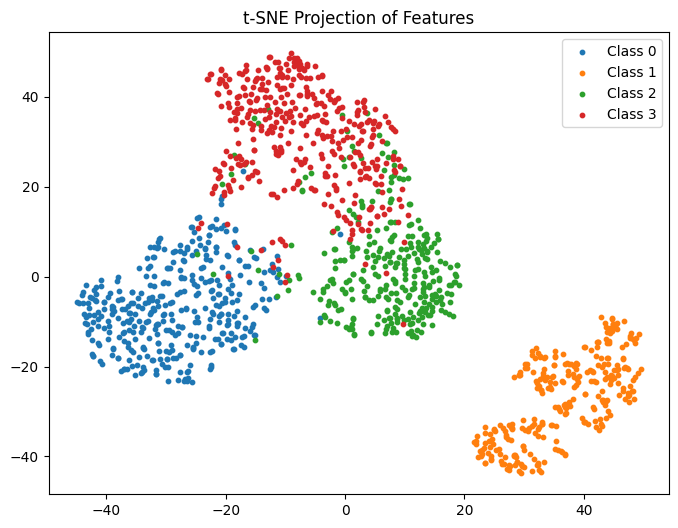 t-SNE Projection of Features
Class 0
Class 1
Class 2
Class 3
40
20
0
−20
−40
−40 −20 0 20 40